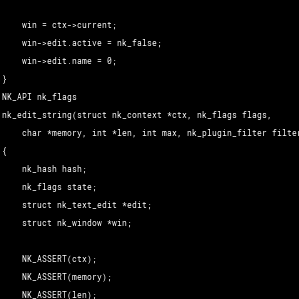 win = ctx->current;
win->edit.active = nk_false;
win->edit.name = 0;
}
NK_API nk_flags
nk_edit_string(struct nk_context *ctx, nk_flags flags,
char *memory, int *len, int max, nk_plugin_filter filter
{
nk_hash hash;
nk_flags state;
struct nk_text_edit *edit;
struct nk_window *win;
NK_ASSERT(ctx);
NK_ASSERT(memory);
NK_ASSERT(len);